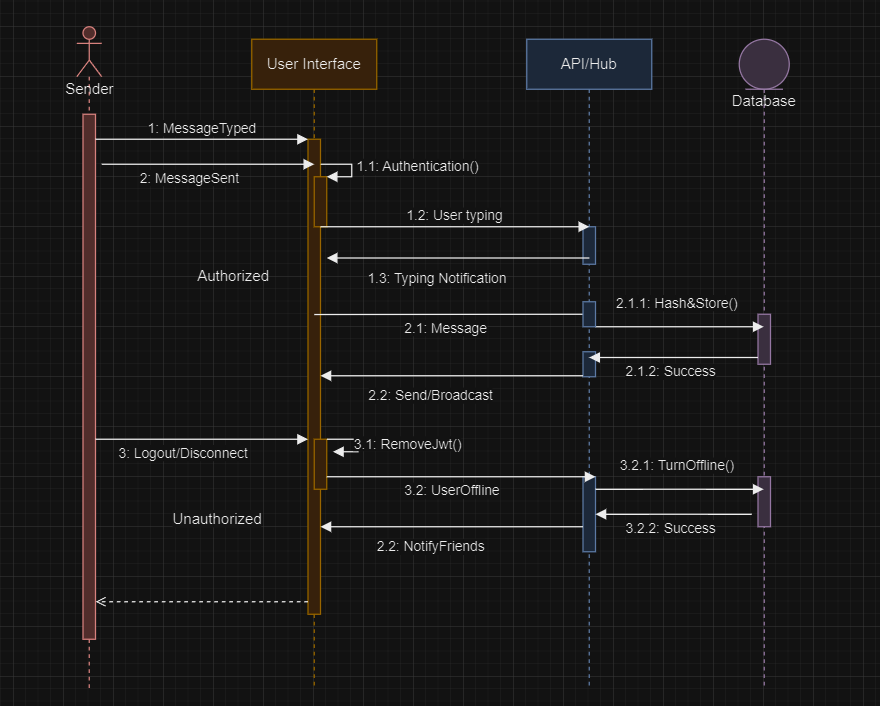 Sender
User Interface
API/Hub
Database
1: MessageTyped
2: MessageSent
1.1: Authentication()
1.2: User typing
Authorized
1.3: Typing Notification
2.1.1: Hash&Store()
2.1: Message
2.1.2: Success
2.2: Send/Broadcast
3: Logout/Disconnect
3.1: RemoveJwt()
3.2.1: TurnOffline()
3.2: UserOffline
Unauthorized
3.2.2: Success
2.2: NotifyFriends